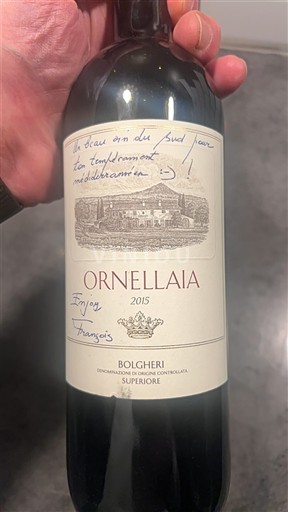 Un beau vin du sud pour
ton tempérament
méditerranéen :-) !
VINOU
ORNELLAIA
2015
Enjoy
François
BOLGHERI
DENOMINAZIONE DI ORIGINE CONTROLLATA
SUPERIORE